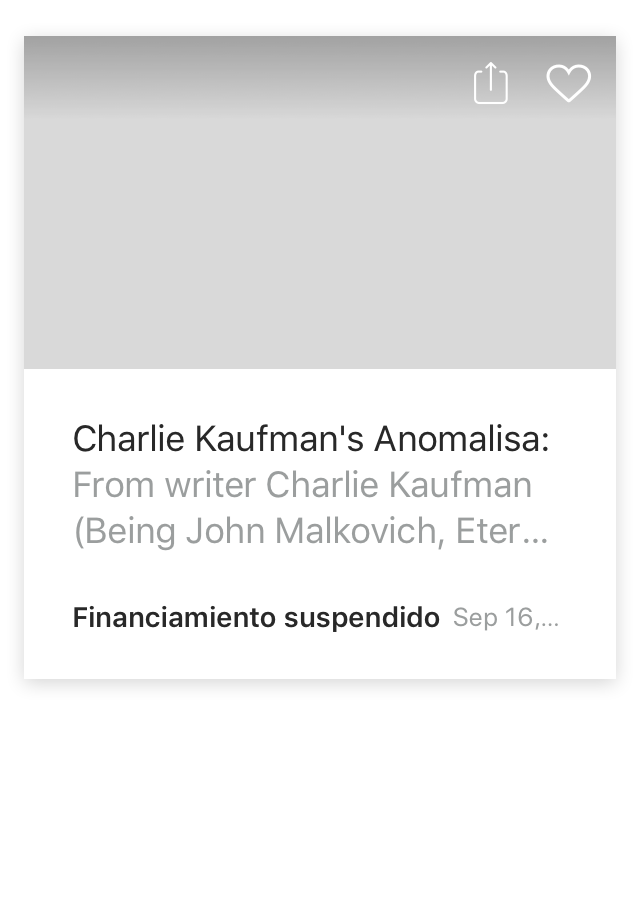 Charlie Kaufman's Anomalisa:
From writer Charlie Kaufman
(Being John Malkovich, Eter...
Financiamiento suspendido Sep 16,...